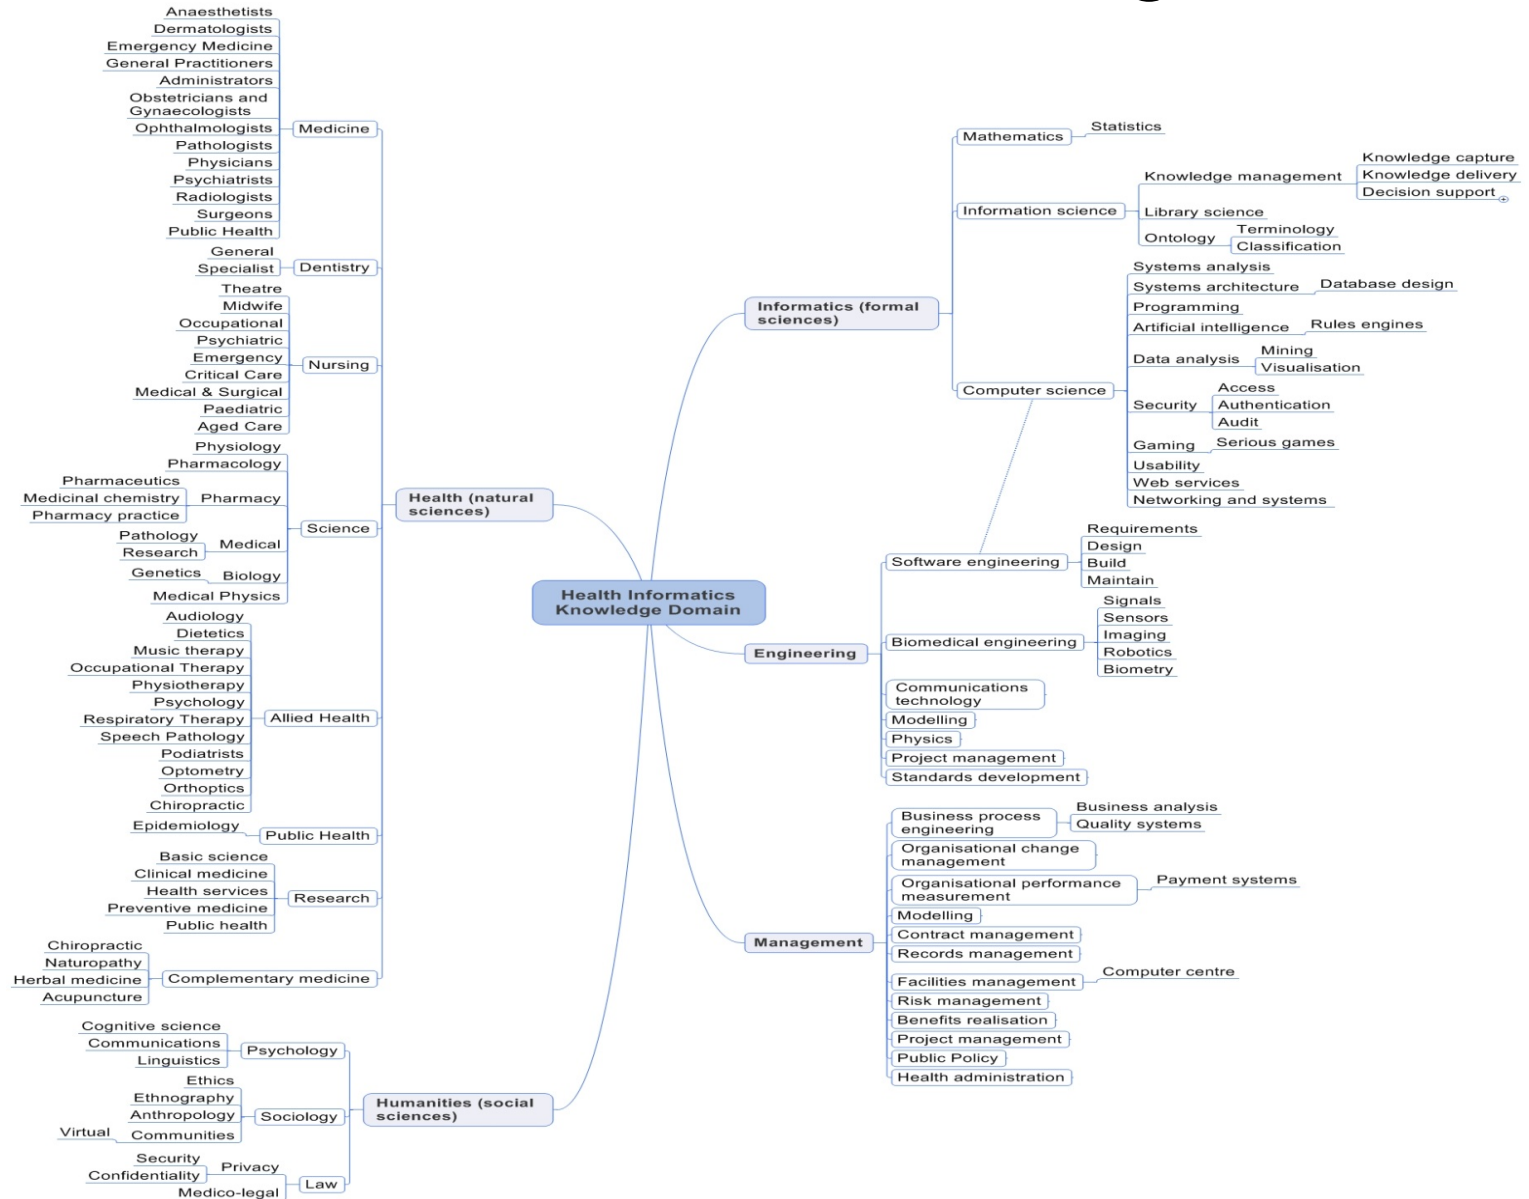 Anaesthetists
Dermatologists
Emergency Medicine
General Practitioners
Administrators
Obstetricians and
Gynaecologists
Ophthalmologists
Pathologists
Physicians
Psychiatrists
Radiologists
Surgeons
Public Health
Medicine
General
Specialist
Dentistry
Theatre
Midwife
Occupational
Psychiatric
Emergency
Critical Care
Medical & Surgical
Paediatric
Aged Care
Nursing
Physiology
Pharmacology
Pharmaceutics
Medicinal chemistry
Pharmacy practice
Pharmacy
Pathology
Research
Medical
Genetics
Biology
Medical Physics
Science
Audiology
Dietetics
Music therapy
Occupational Therapy
Physiotherapy
Psychology
Respiratory Therapy
Speech Pathology
Podiatrists
Optometry
Orthoptics
Chiropractic
Allied Health
Epidemiology
Public Health
Basic science
Clinical medicine
Health services
Preventive medicine
Public health
Research
Chiropractic
Naturopathy
Herbal medicine
Acupuncture
Complementary medicine
Health (natural
sciences)
Cognitive science
Communications
Linguistics
Psychology
Ethics
Ethnography
Anthropology
Virtual
Communities
Sociology
Security
Confidentiality
Privacy
Medico-legal
Law
Humanities (social
sciences)
Health Informatics
Knowledge Domain
Informatics (formal
sciences)
Mathematics
Statistics
Information science
Knowledge management
Knowledge capture
Knowledge delivery
Decision support
Library science
Ontology
Terminology
Classification
Computer science
Systems analysis
Systems architecture
Database design
Programming
Artificial intelligence
Rules engines
Data analysis
Mining
Visualisation
Security
Access
Authentication
Audit
Gaming
Serious games
Usability
Web services
Networking and systems
Engineering
Software engineering
Requirements
Design
Build
Maintain
Biomedical engineering
Signals
Sensors
Imaging
Robotics
Biometry
Communications
technology
Modelling
Physics
Project management
Standards development
Management
Business process
engineering
Business analysis
Quality systems
Organisational change
management
Organisational performance
measurement
Payment systems
Modelling
Contract management
Records management
Facilities management
Computer centre
Risk management
Benefits realisation
Project management
Public Policy
Health administration